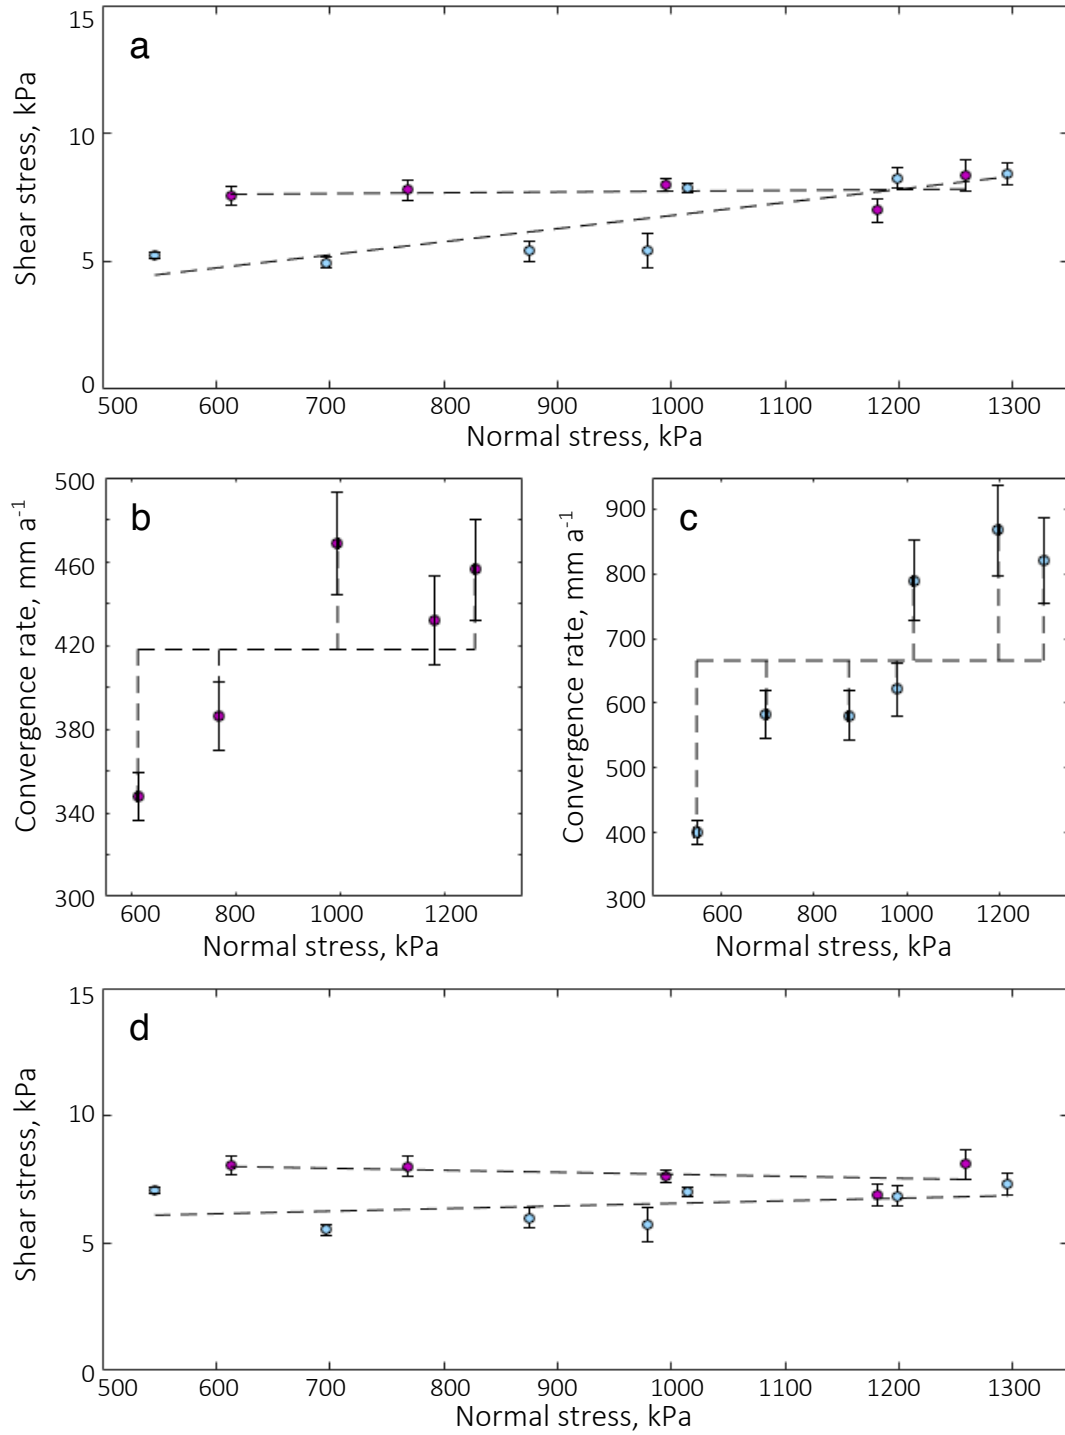 a
Shear stress, kPa
15
10
5
0
500 600 700 800 900 1000 1100 1200 1300
Normal stress, kPa
b
Convergence rate, mm a-1
500
460
420
380
340
300
600 800 1000 1200
Normal stress, kPa
c
Convergence rate, mm a-1
900
800
700
600
500
400
300
600 800 1000 1200
Normal stress, kPa
d
Shear stress, kPa
15
10
5
0
500 600 700 800 900 1000 1100 1200 1300
Normal stress, kPa